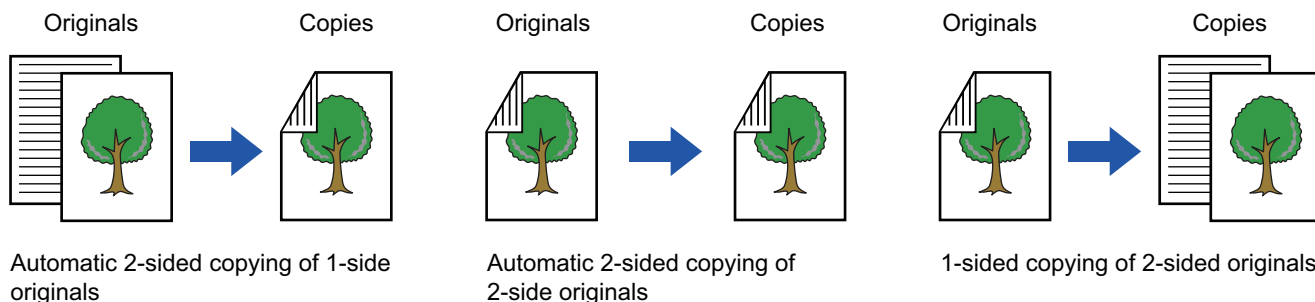 Originals
Copies
Originals
Copies
Originals
Copies
Automatic 2-sided copying of 1-side
originals
Automatic 2-sided copying of
2-side originals
1-sided copying of 2-sided originals